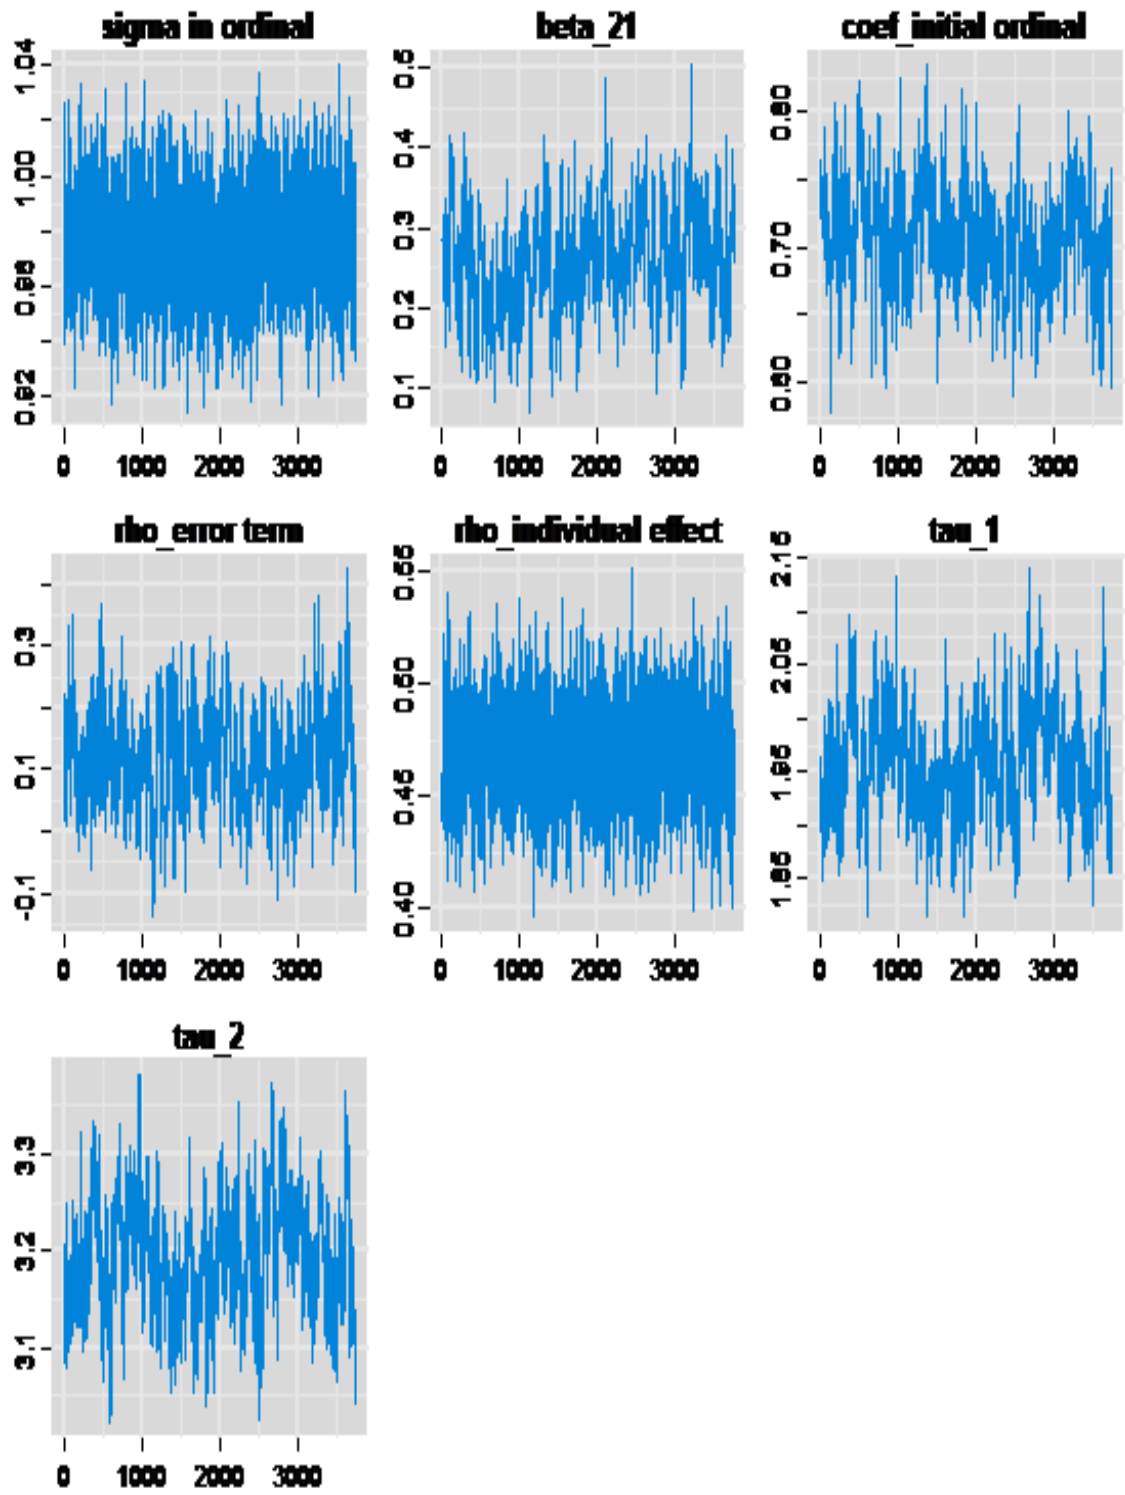 sigma in ordinal
1.04
1.00
0.96
0.92
0 1000 2000 3000
beta_21
0.5
0.4
0.3
0.2
0.1
0 1000 2000 3000
coef_initial ordinal
0.80
0.70
0.60
0 1000 2000 3000
rho_error term
0.3
0.1
-0.1
0 1000 2000 3000
rho_individual effect
0.55
0.50
0.45
0.40
0 1000 2000 3000
tau_1
2.15
2.05
1.95
1.85
0 1000 2000 3000
tau_2
3.3
3.2
3.1
0 1000 2000 3000